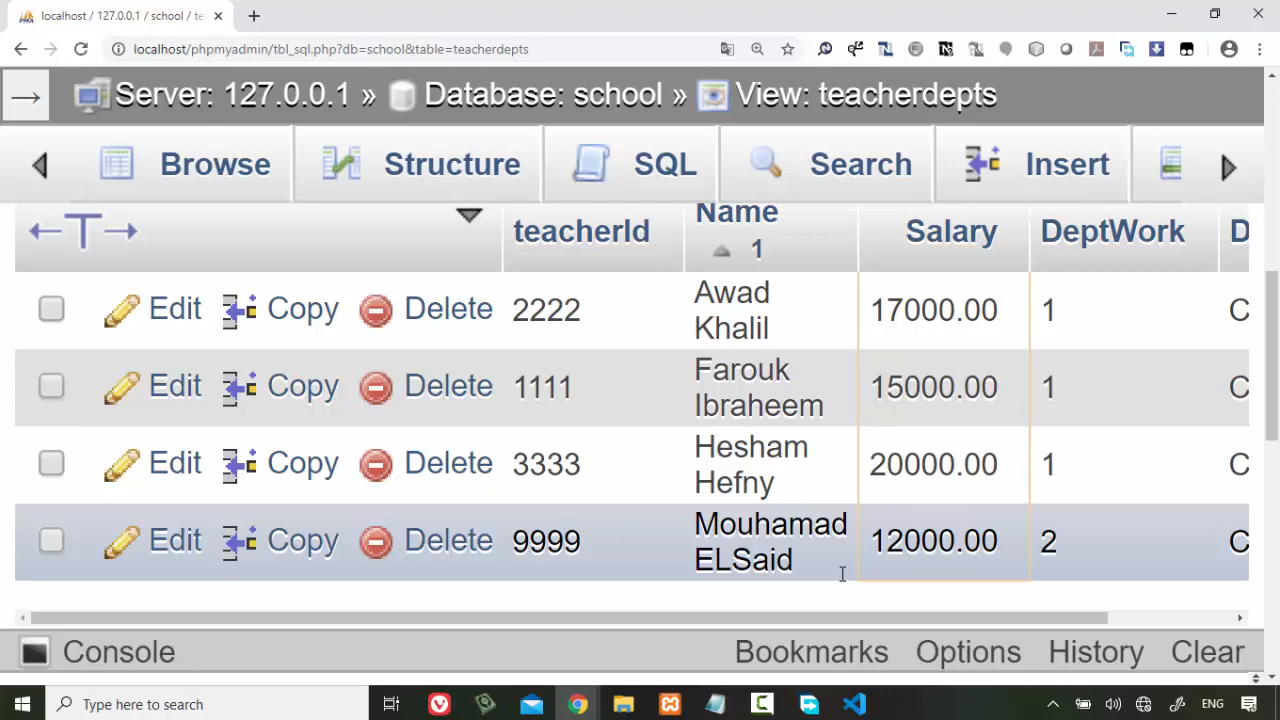 localhost / 127.0.0.1 / school / te
localhost/phpmyadmin/tbl_sql.php?db=school&table=teacherdepts
Server: 127.0.0.1 » Database: school » View: teacherdepts
Browse Structure SQL Search Insert
teacherId Name 1 Salary DeptWork D
Edit Copy Delete 2222 Awad Khalil 17000.00 1 C
Edit Copy Delete 1111 Farouk Ibraheem 15000.00 1 C
Edit Copy Delete 3333 Hesham Hefny 20000.00 1 C
Edit Copy Delete 9999 Mouhamad ELSaid 12000.00 2 C
Console Bookmarks Options History Clear
Type here to search ENG